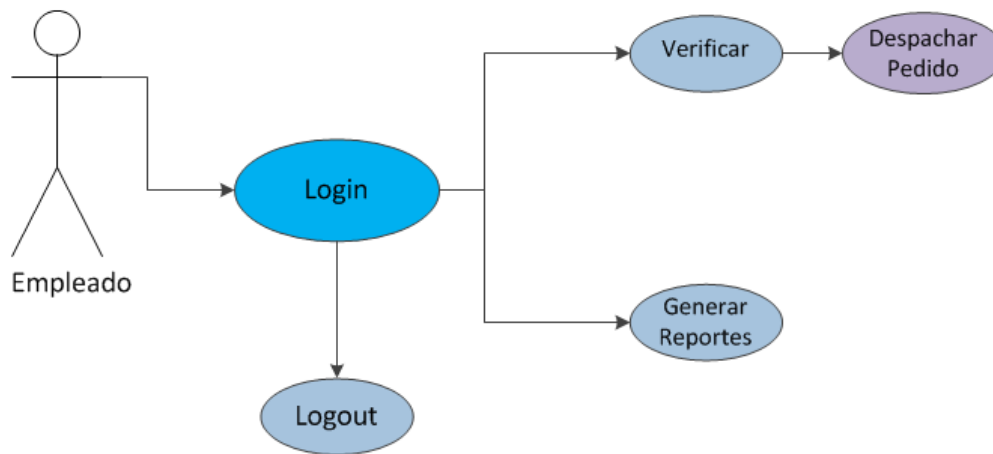 Empleado
Login
Logout
Verificar
Despachar
Pedido
Generar
Reportes